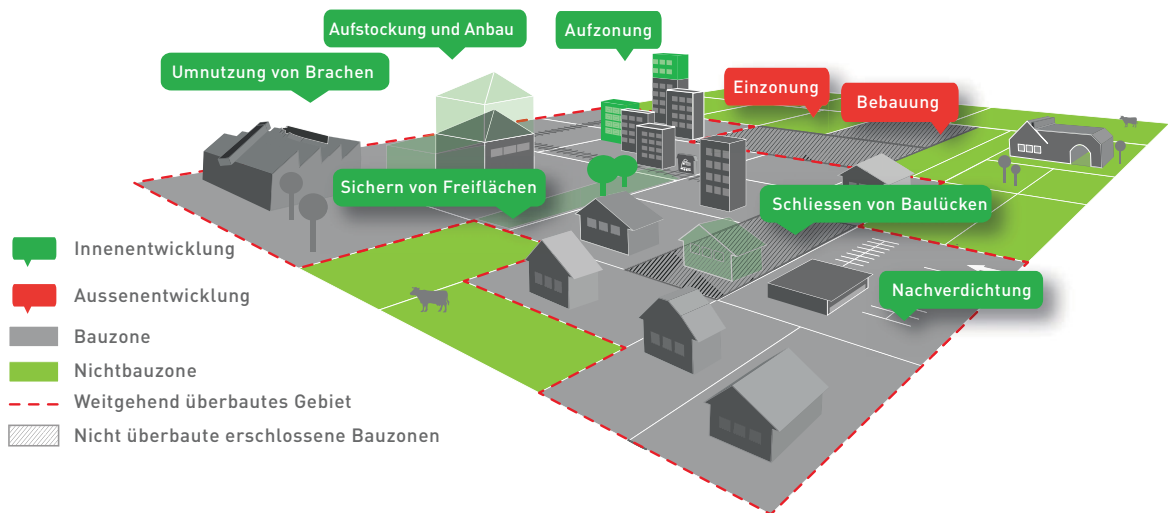 Aufstockung und Anbau
Aufzonung
Umnutzung von Brachen
Einzonung
Bebauung
Sichern von Freiflächen
Schliessen von Baulücken
Nachverdichtung
Innenentwicklung
Aussenentwicklung
Bauzone
Nichtbauzone
Weitgehend überbautes Gebiet
Nicht überbaute erschlossene Bauzonen